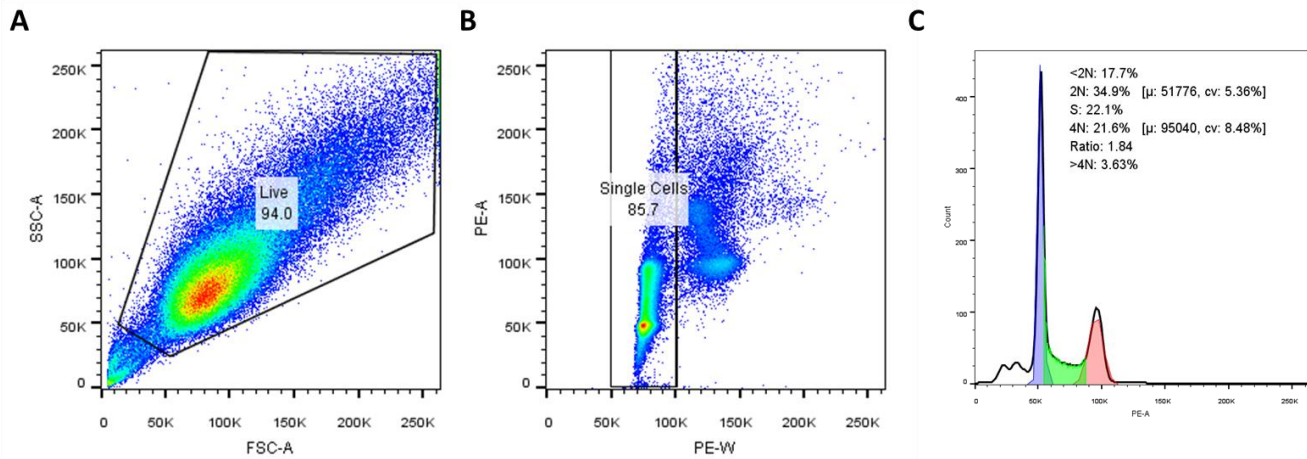 A
B
C
250K
200K
150K
100K
50K
0
SSC-A
Live
94.0
0
50K
100K
150K
200K
250K
FSC-A
250K
200K
150K
100K
50K
0
PE-A
Single Cells
85.7
0
50K
100K
150K
200K
250K
PE-W
400
300
200
100
0
Count
<2N: 17.7%
2N: 34.9% [μ: 51776, cv: 5.36%]
S: 22.1%
4N: 21.6% [μ: 95040, cv: 8.48%]
Ratio: 1.84
>4N: 3.63%
0
50K
100K
150K
200K
250K
PE-A